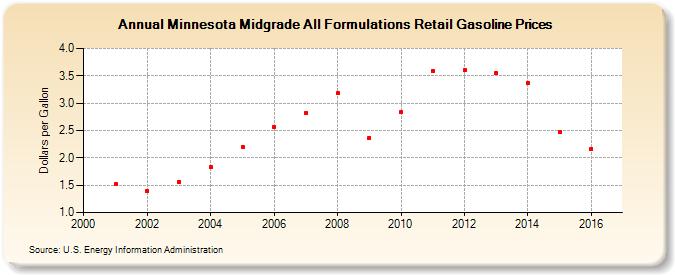 Annual Minnesota Midgrade All Formulations Retail Gasoline Prices
Dollars per Gallon
4.0
3.5
3.0
2.5
2.0
1.5
1.0
2000 2002 2004 2006 2008 2010 2012 2014 2016
Source: U.S. Energy Information Administration